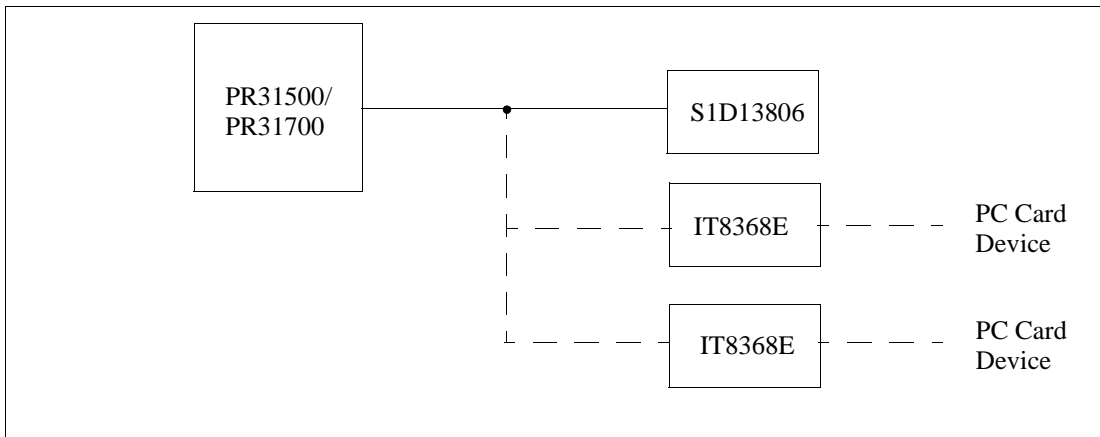 PR31500/
PR31700
S1D13806
IT8368E
PC Card
Device
IT8368E
PC Card
Device